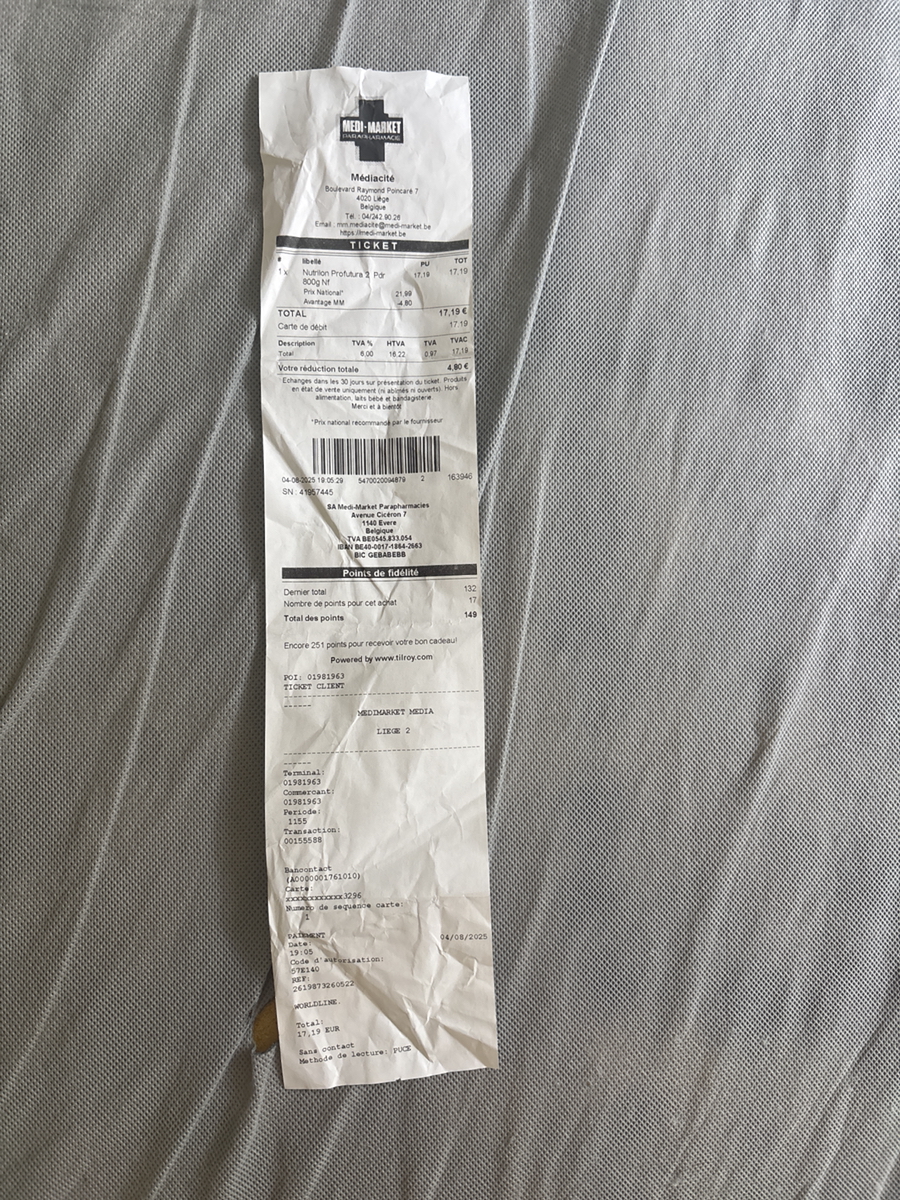 MEDI-MARKET
PARAPHARMACIE
Médiacité
Boulevard Raymond Poincaré 7
4020 Liège
Belgique
Tél. : 04/242.90.26
Email : mm.mediacite@medi-market.be
https://medi-market.be
TICKET
# libellé PU TOT
1 x Nutrilon Profutura 2 Pdr 17,19 17,19
800g Nf
Prix National* 21,99
Avantage MM -4,80
TOTAL 17,19 €
Carte de débit 17,19
Description TVA % HTVA TVA TVAC
Total 6,00 16,22 0,97 17,19
Votre réduction totale 4,80 €
Echanges dans les 30 jours sur présentation du ticket. Produits
en état de vente uniquement (ni abîmés ni ouverts). Hors
alimentation, laits bébé et bandagisterie.
Merci et à bientôt
*Prix national recommandé par le fournisseur
04-08-2025 19:05:29 5470020094879 2 163946
SN : 41957445
SA Medi-Market Parapharmacies
Avenue Cicéron 7
1140 Evere
Belgique
TVA BE0545.833.054
IBAN BE40-0017-1864-2663
BIC GEBABEBB
Points de fidélité
Dernier total 132
Nombre de points pour cet achat 17
Total des points 149
Encore 251 points pour recevoir votre bon cadeau!
Powered by www.tilroy.com
POI: 01981963
TICKET CLIENT
MEDIMARKET MEDIA
LIEGE 2
Terminal:
01981963
Commercant:
01981963
Periode:
1155
Transaction:
00155588
Bancontact
(A0000001761010)
Carte:
xxxxxxxxxxxxx3296
Numero de sequence carte:
1
PAIEMENT
Date: 04/08/2025
19:05
Code d'autorisation:
57E140
REF:
2619873260522
WORLDLINE.
Total:
17,19 EUR
Sans contact
Methode de lecture: PUCE